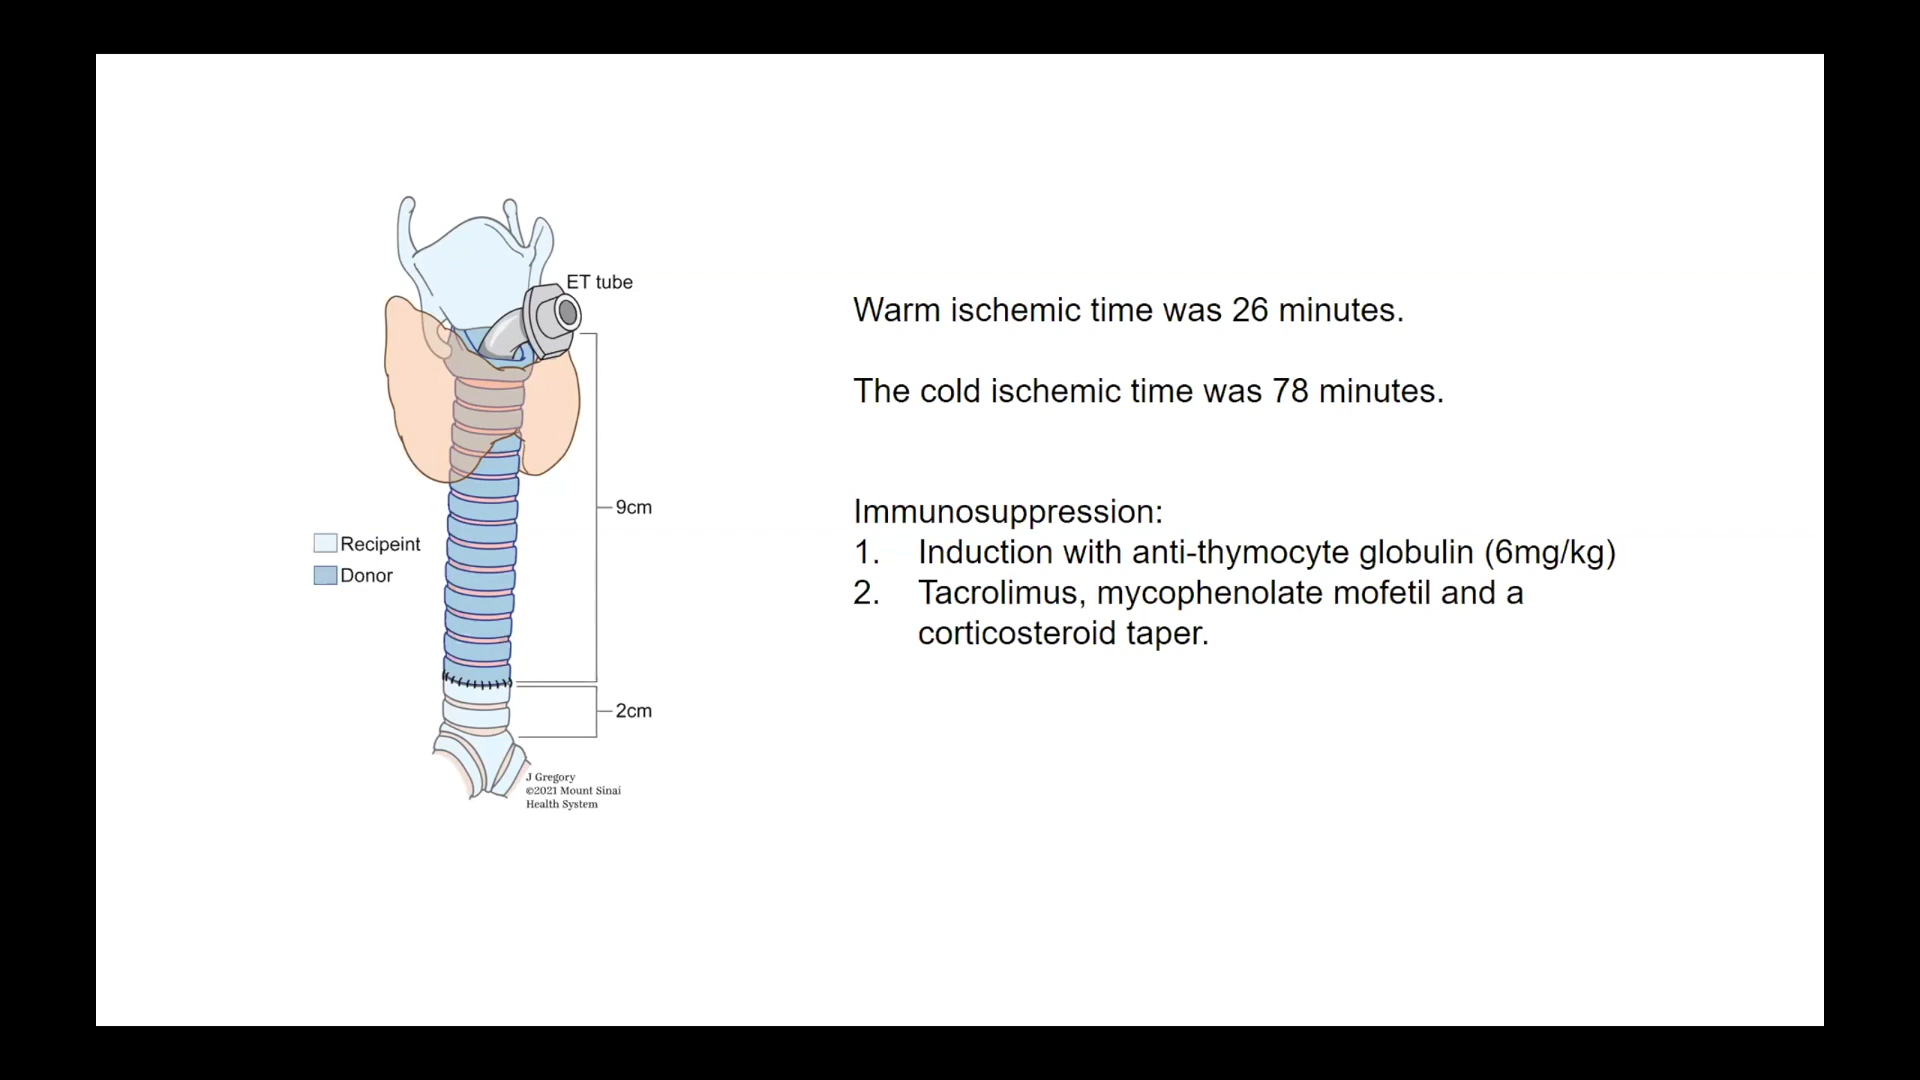 ET tube
9cm
Recipeint
Donor
2cm
J Gregory
©2021 Mount Sinai
Health System
Warm ischemic time was 26 minutes.
The cold ischemic time was 78 minutes.
Immunosuppression:
1. Induction with anti-thymocyte globulin (6mg/kg)
2. Tacrolimus, mycophenolate mofetil and a
corticosteroid taper.